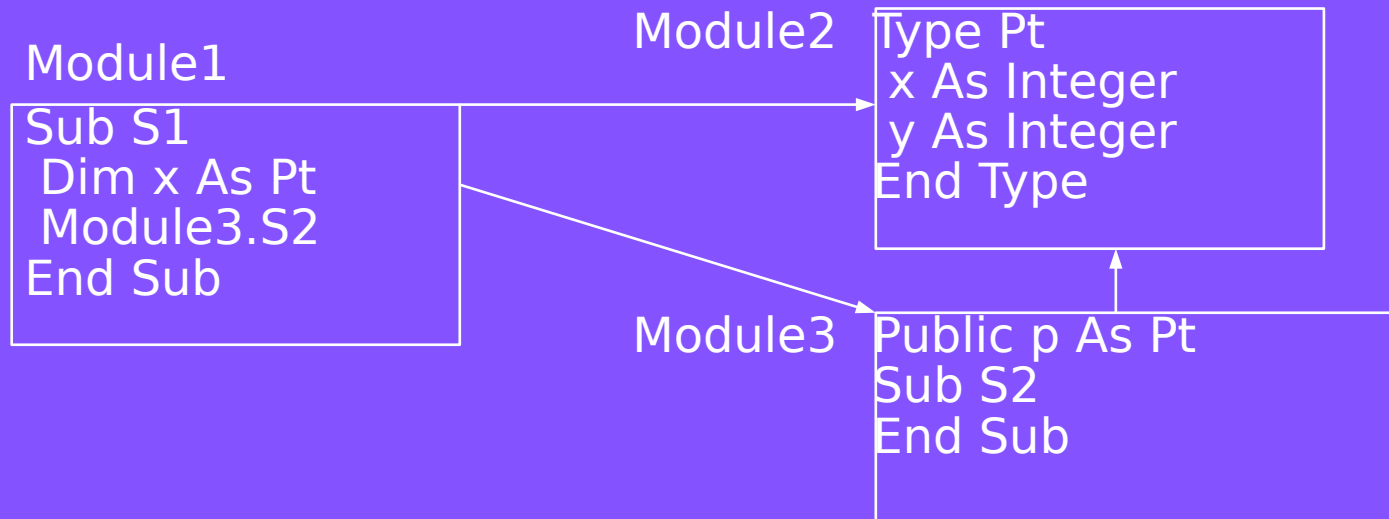 Module1
Sub S1
Dim x As Pt
Module3.S2
End Sub
Module2
Type Pt
x As Integer
y As Integer
End Type
Module3
Public p As Pt
Sub S2
End Sub